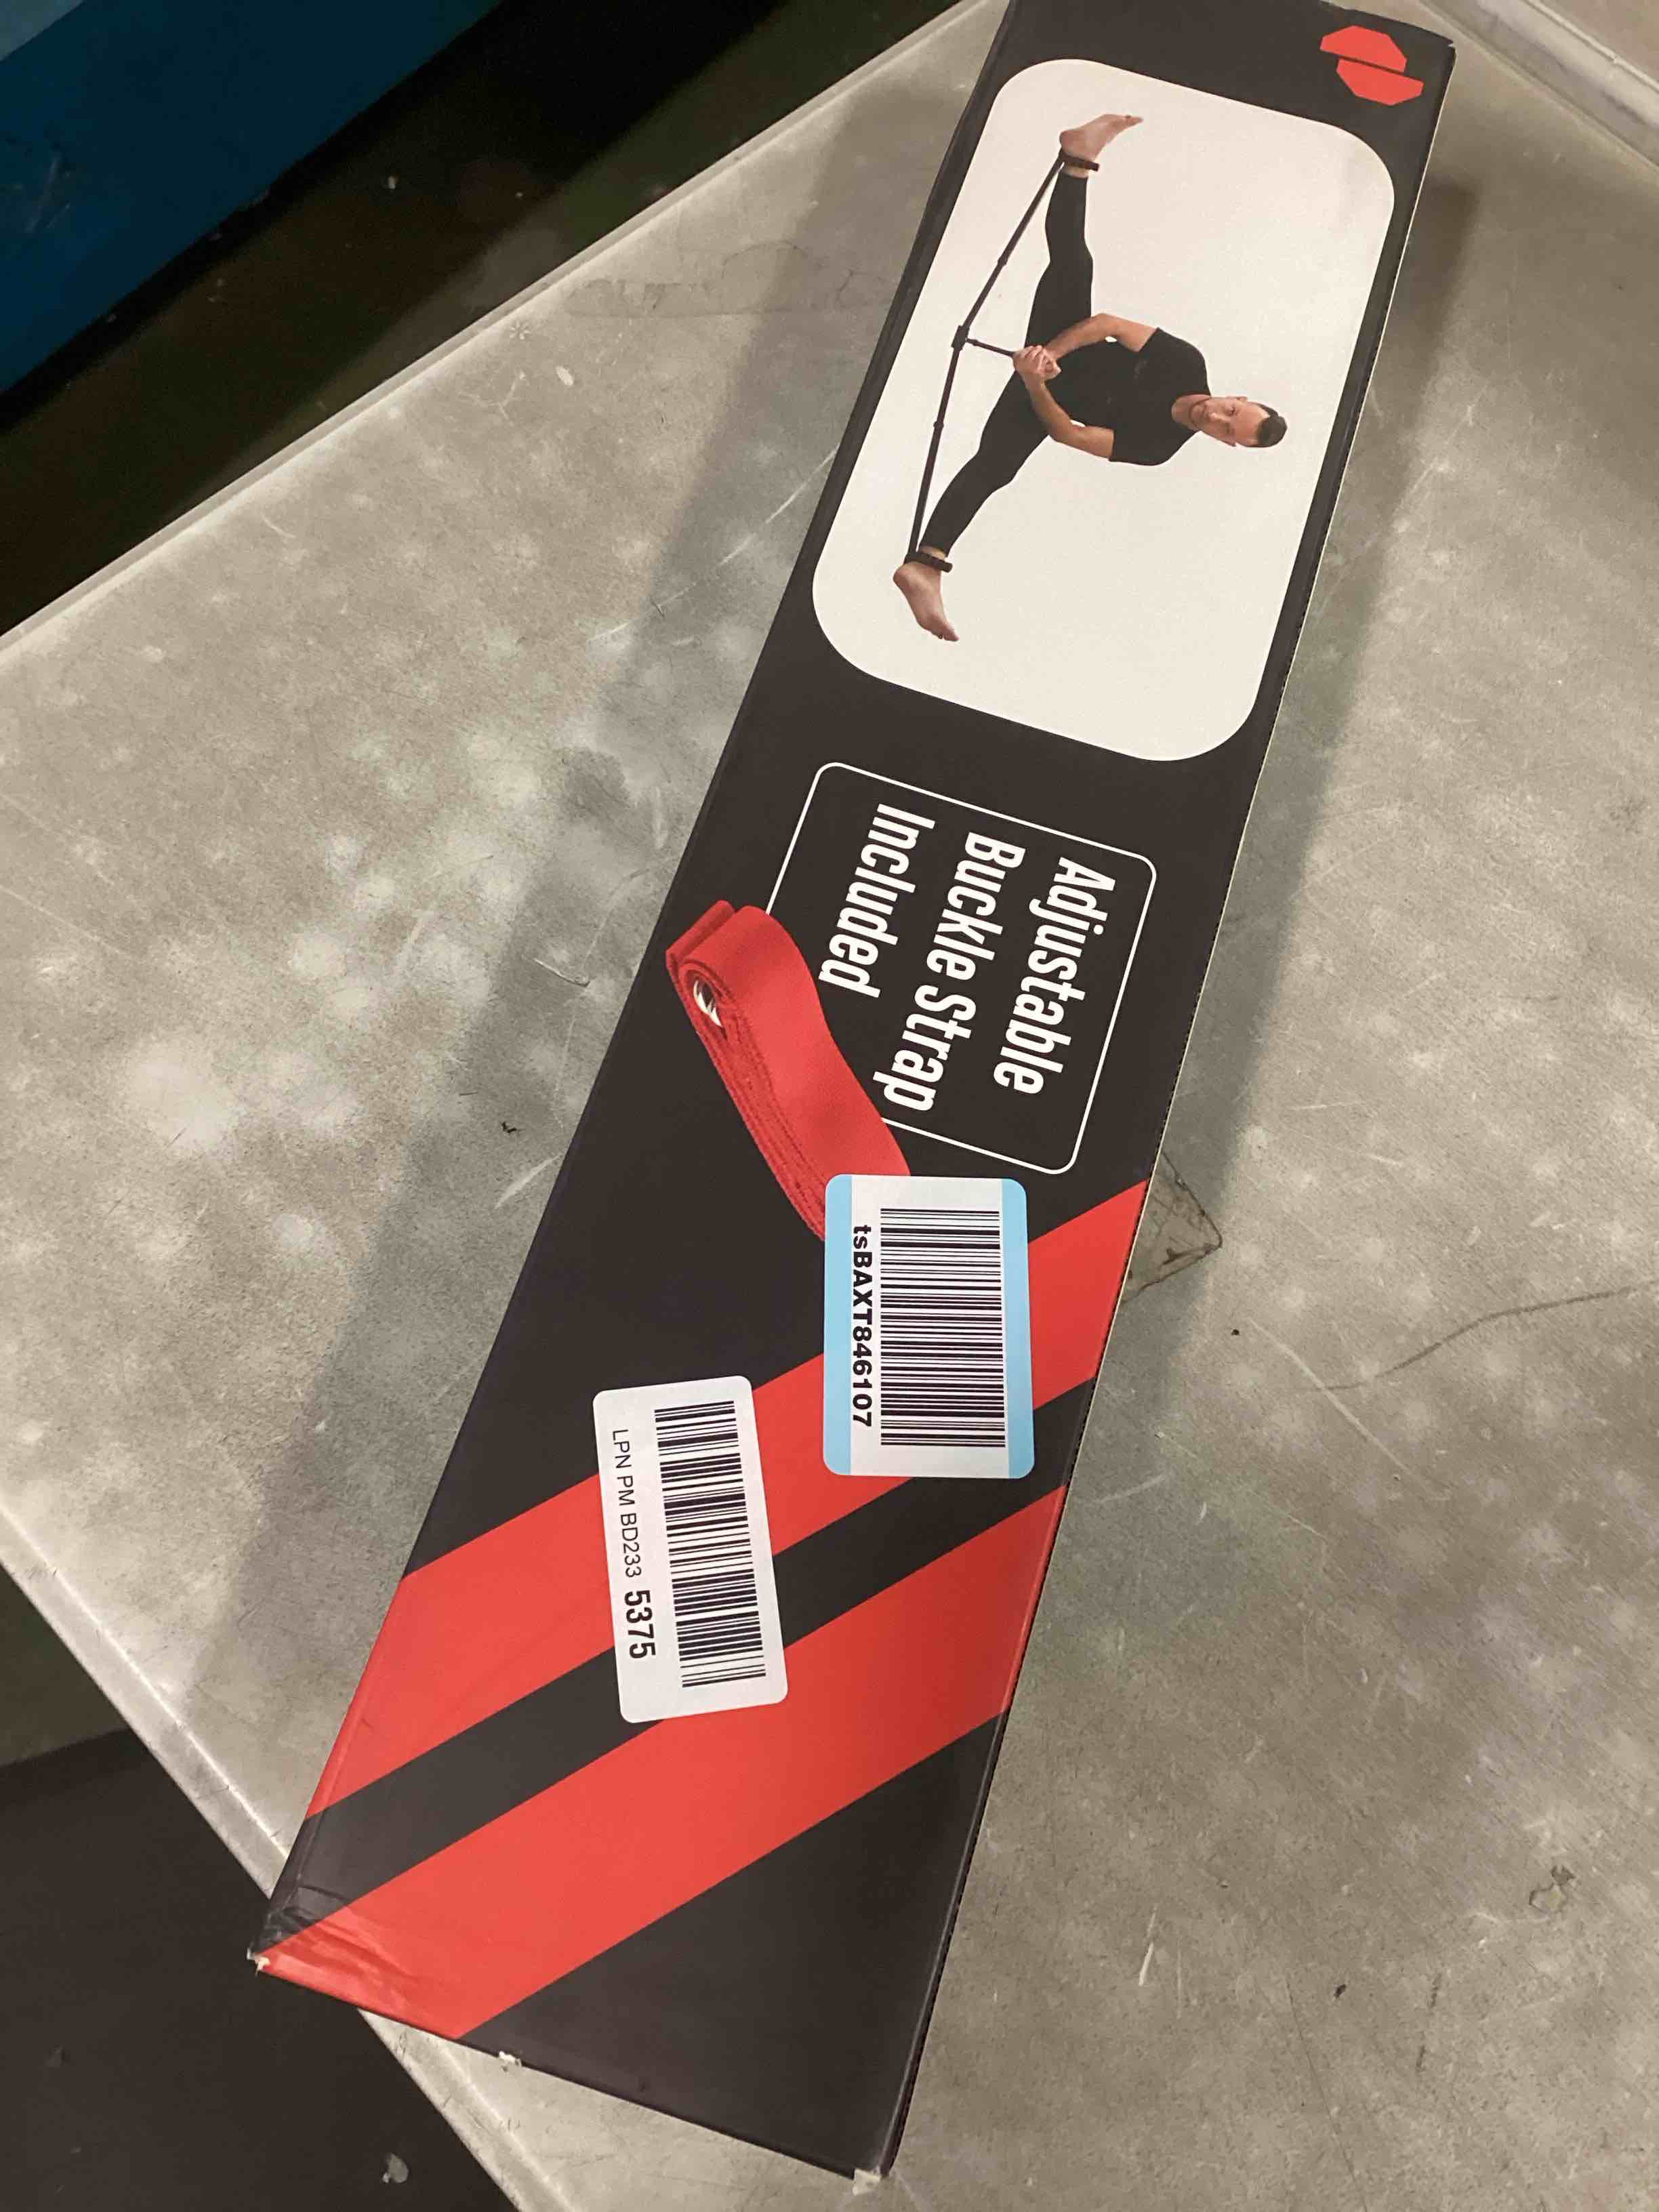 Adjustable
Buckle Strap
Included
tsBAXT846107
LPN PM BD233 5375